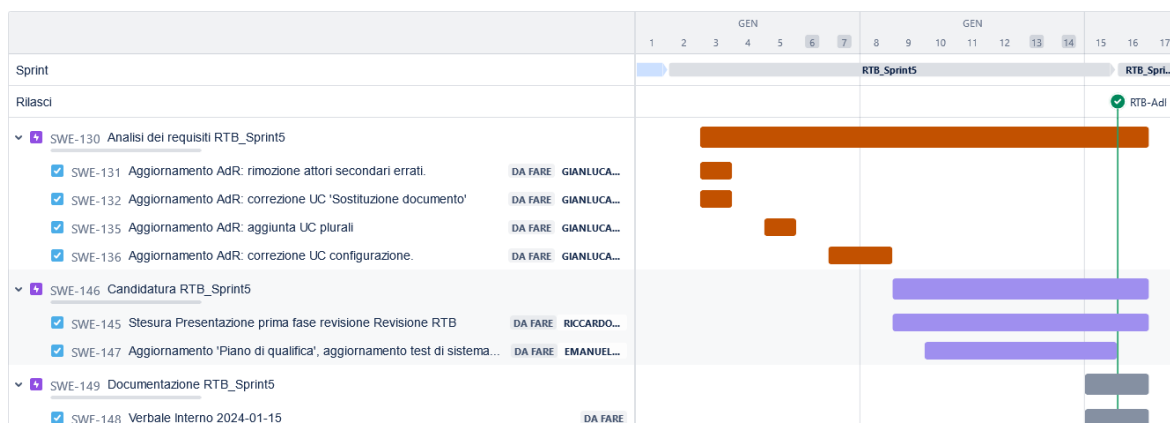 GEN GEN
1 2 3 4 5 6 7 8 9 10 11 12 13 14 15 16 17
Sprint RTB_Sprint5 RTB_Spri...
Rilasci RTB-AdI
SWE-130 Analisi dei requisiti RTB_Sprint5
SWE-131 Aggiornamento AdR: rimozione attori secondari errati. DA FARE GIANLUCA...
SWE-132 Aggiornamento AdR: correzione UC 'Sostituzione documento' DA FARE GIANLUCA...
SWE-135 Aggiornamento AdR: aggiunta UC plurali DA FARE GIANLUCA...
SWE-136 Aggiornamento AdR: correzione UC configurazione. DA FARE GIANLUCA...
SWE-146 Candidatura RTB_Sprint5
SWE-145 Stesura Presentazione prima fase revisione Revisione RTB DA FARE RICCARDO...
SWE-147 Aggiornamento 'Piano di qualifica', aggiornamento test di sistema... DA FARE EMANUEL...
SWE-149 Documentazione RTB_Sprint5
SWE-148 Verbale Interno 2024-01-15 DA FARE